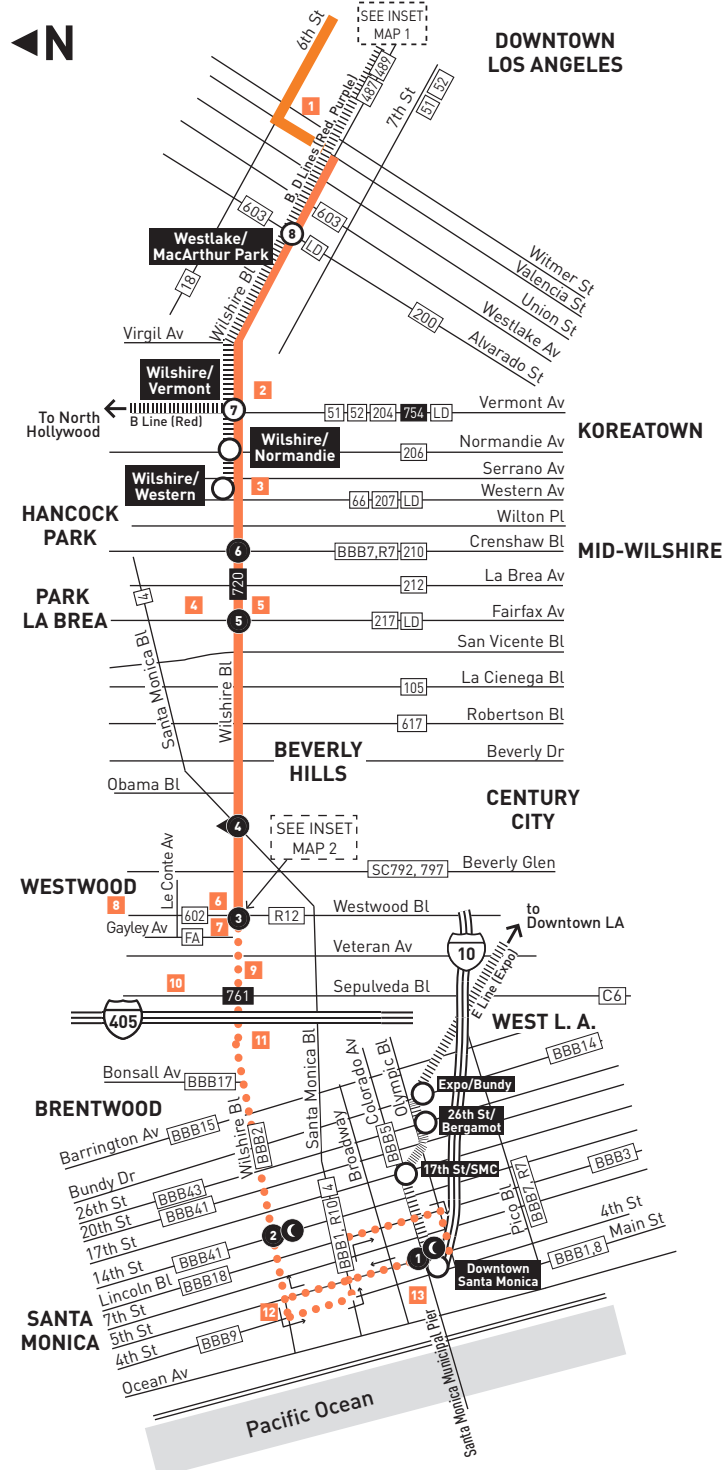 N
6th St
SEE INSET
MAP 1
DOWNTOWN
LOS ANGELES
487 489
7th St
51 52
1
B, D Lines (Red, Purple)
603
603
8
LD
Westlake/
MacArthur Park
18
Wilshire Bl
200
Witmer St
Valencia St
Union St
Westlake Av
Alvarado St
Virgil Av
Wilshire/
Vermont
2
To North
Hollywood
B Line (Red)
7
51 52 204 754 LD
Vermont Av
KOREATOWN
Wilshire/
Normandie
206
Normandie Av
Serrano Av
Wilshire/
Western
3
66 207 LD
Western Av
HANCOCK
PARK
Wilton Pl
6
BBB7,R7 210
Crenshaw Bl
MID-WILSHIRE
4
720
212
La Brea Av
PARK
LA BREA
4
5
5
217 LD
Fairfax Av
San Vicente Bl
Santa Monica Bl
Wilshire Bl
105
La Cienega Bl
617
Robertson Bl
BEVERLY
HILLS
Beverly Dr
Obama Bl
CENTURY
CITY
4
SEE INSET
MAP 2
Le Conte Av
SC792, 797
Beverly Glen
WESTWOOD
8
6
602
3
R12
Westwood Bl
to
Downtown LA
Gayley Av
FA
7
Veteran Av
10
9
10
761
Sepulveda Bl
C6
E Line (Expo)
405
WEST L. A.
11
Santa Monica Bl
Colorado Av
Olympic Bl
BBB14
Bonsall Av
BBB17
Expo/Bundy
BRENTWOOD
Wilshire Bl
BBB2
Broadway
BBB5
26th St/
Bergamot
Barrington Av
BBB15
17th St/SMC
Bundy Dr
26th St
BBB43
20th St
BBB41
17th St
14th St
BBB41
Lincoln Bl
BBB18
7th St
5th St
4th St
BBB9
Ocean Av
2
BBB1, R10 4
Pico Bl
BBB7, R7
BBB3
4th St
Main St
BBB1,8
1
Downtown
Santa Monica
SANTA
MONICA
12
13
Santa Monica Municipal Pier
Pacific Ocean